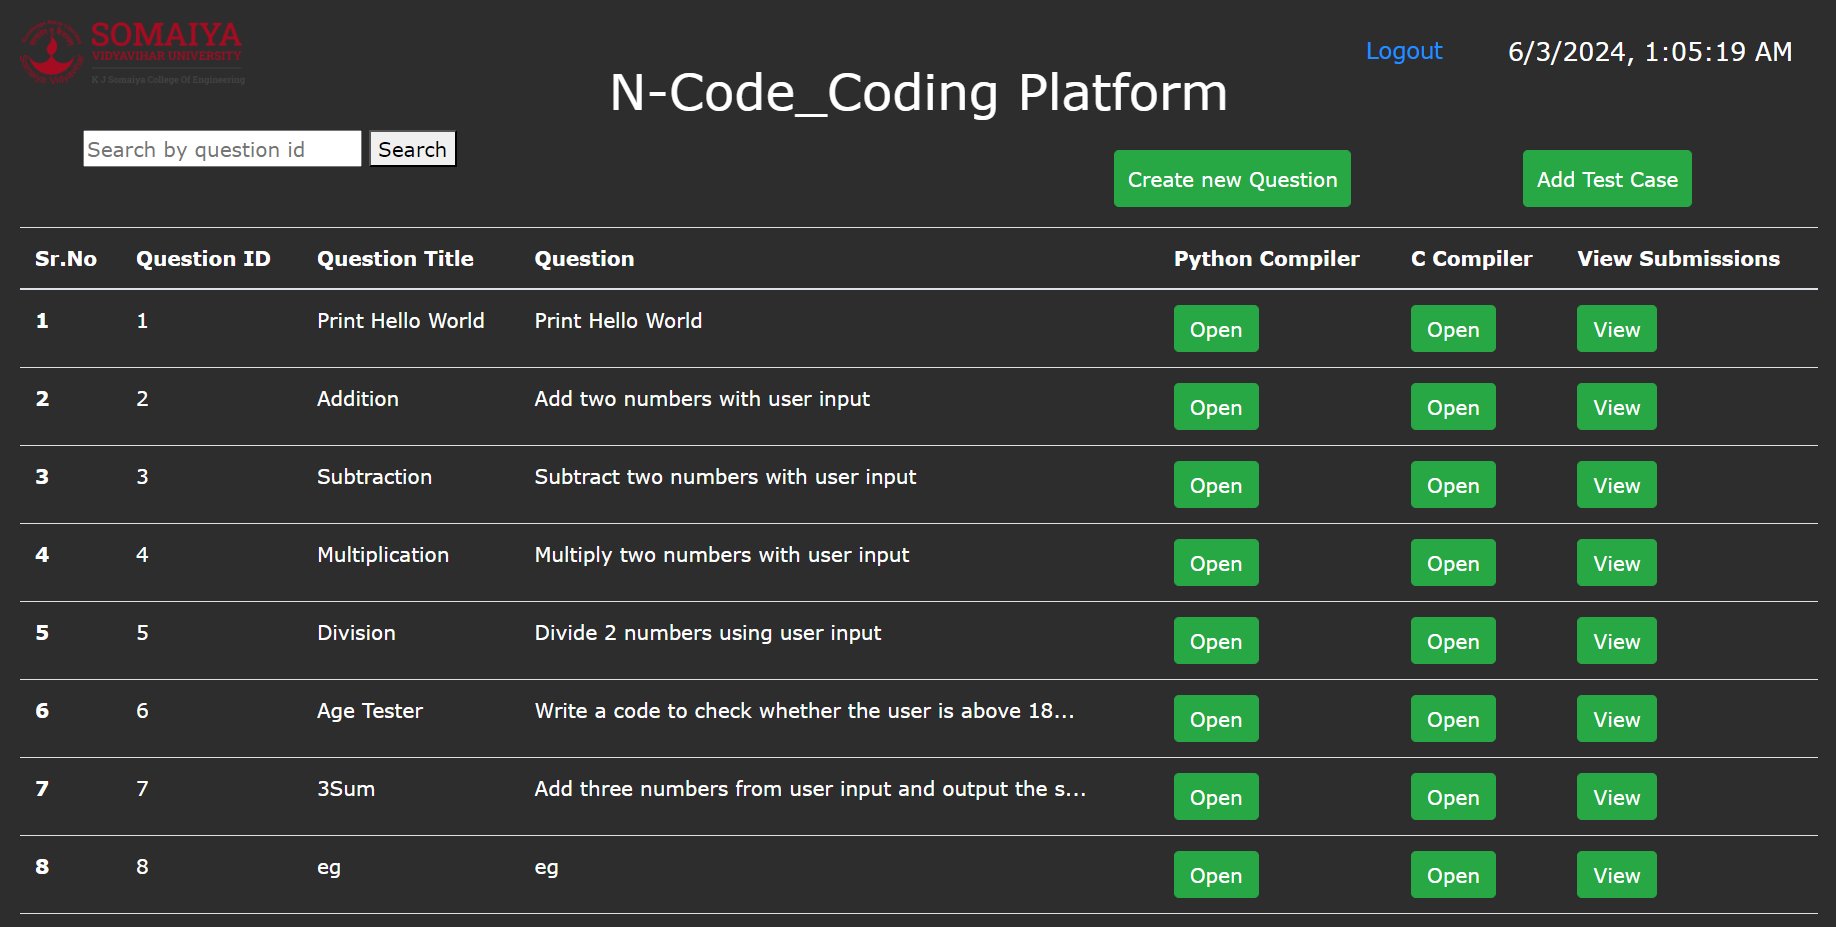 SOMAIYA
VIDYAVIHAR UNIVERSITY
K J Somaiya College Of Engineering
Logout
6/3/2024, 1:05:19 AM
N-Code_Coding Platform
Search by question id Search
Create new Question Add Test Case
Sr.No Question ID Question Title Question Python Compiler C Compiler View Submissions
1 1 Print Hello World Print Hello World Open Open View
2 2 Addition Add two numbers with user input Open Open View
3 3 Subtraction Subtract two numbers with user input Open Open View
4 4 Multiplication Multiply two numbers with user input Open Open View
5 5 Division Divide 2 numbers using user input Open Open View
6 6 Age Tester Write a code to check whether the user is above 18... Open Open View
7 7 3Sum Add three numbers from user input and output the s... Open Open View
8 8 eg eg Open Open View